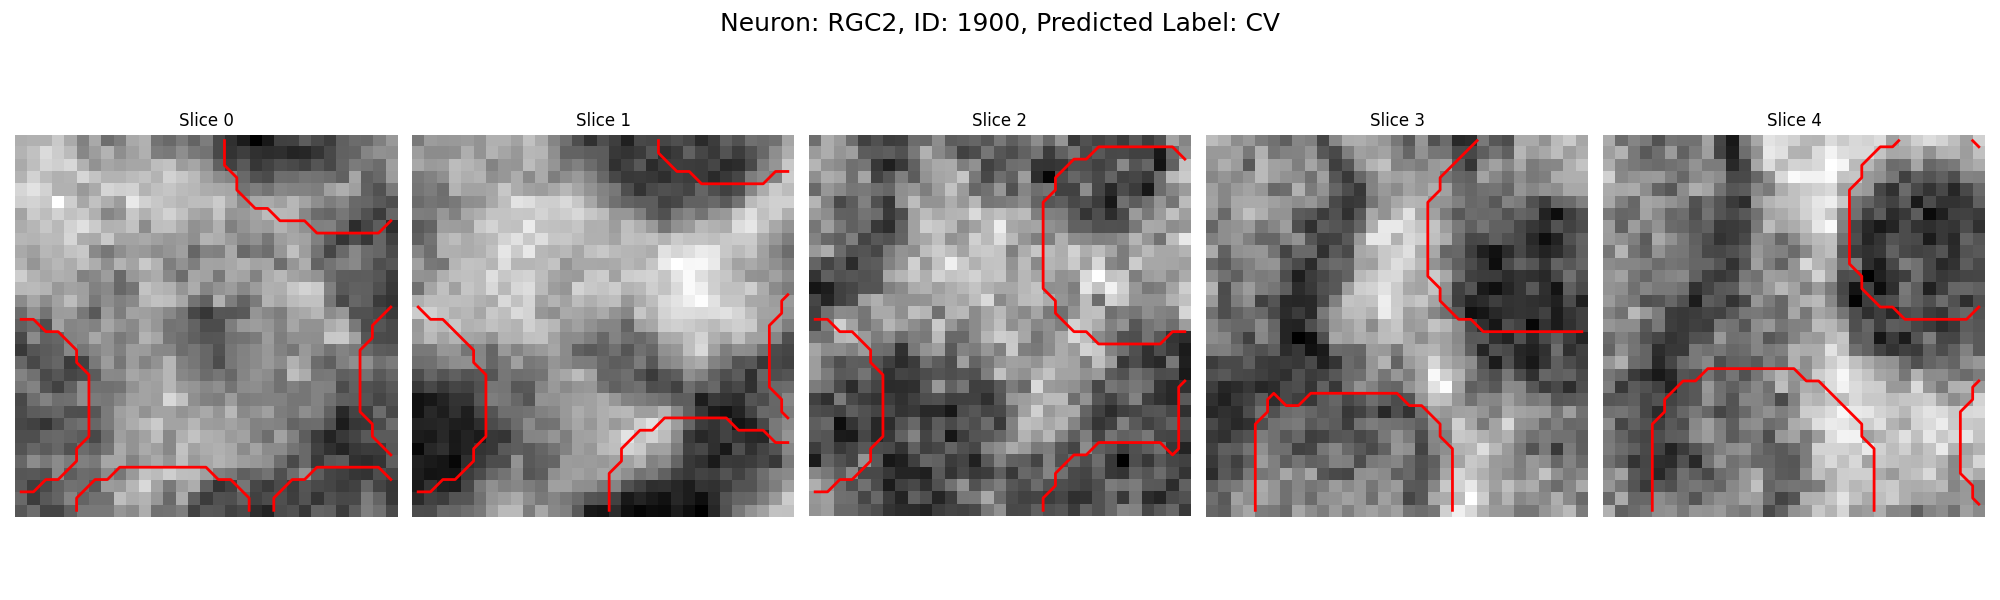 Neuron: RGC2, ID: 1900, Predicted Label: CV
Slice 0
Slice 1
Slice 2
Slice 3
Slice 4